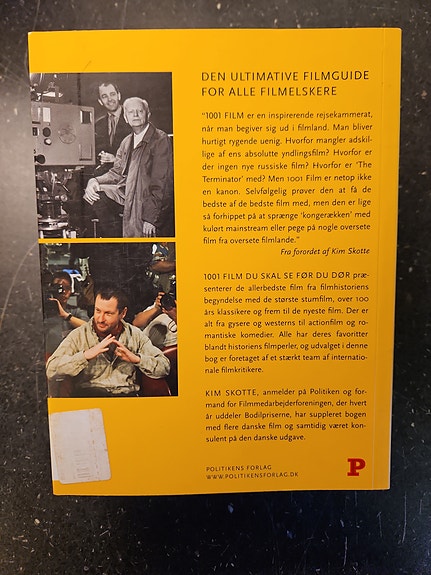 DEN ULTIMATIVE FILMGUIDE
FOR ALLE FILMELSKERE
"1001 FILM er en inspirerende rejsekammerat,
når man begiver sig ud i filmland. Man bliver
hurtigt rygende uenig. Hvorfor mangler adskil-
lige af ens absolutte yndlingsfilm? Hvorfor er
der ingen nye russiske film? Hvorfor er 'The
Terminator' med? Men 1001 Film er netop ikke
en kanon. Selvfølgelig prøver den at få de
bedste af de bedste film med, men den er lige
så forhippet på at sprænge 'kongerækken' med
kulørt mainstream eller pege på nogle oversete
film fra oversete filmlande."
Fra forordet af Kim Skotte
1001 FILM DU SKAL SE FØR DU DØR præ-
senterer de allerbedste film fra filmhistoriens
begyndelse med de største stumfilm, over 100
års klassikere og frem til de nyeste film. Der er
alt fra gysere og westerns til actionfilm og ro-
mantiske komedier. Alle har deres favoritter
blandt historiens filmperler, og udvalget i denne
bog er foretaget af et stærkt team af internatio-
nale filmkritikere.
KIM SKOTTE, anmelder på Politiken og for-
mand for Filmmedarbejderforeningen, der hvert
år uddeler Bodilpriserne, har suppleret bogen
med flere danske film og samtidig været kon-
sulent på den danske udgave.
POLITIKENS FORLAG
WWW.POLITIKENSFORLAG.DK
P